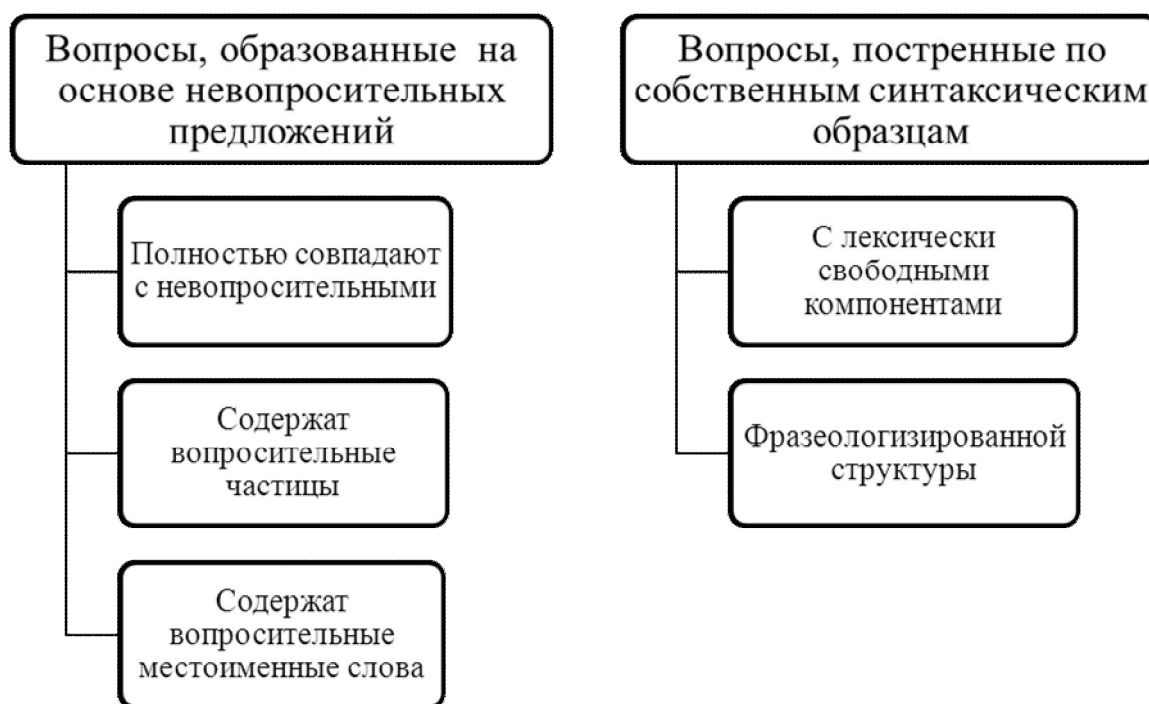 Вопросы, образованные на
основе невопросительных
предложений
Полностью совпадают
с невопросительными
Содержат
вопросительные
частицы
Содержат
вопросительные
местоименные слова
Вопросы, постренные по
собственным синтаксическим
образцам
С лексически
свободными
компонентами
Фразеологизированной
структуры